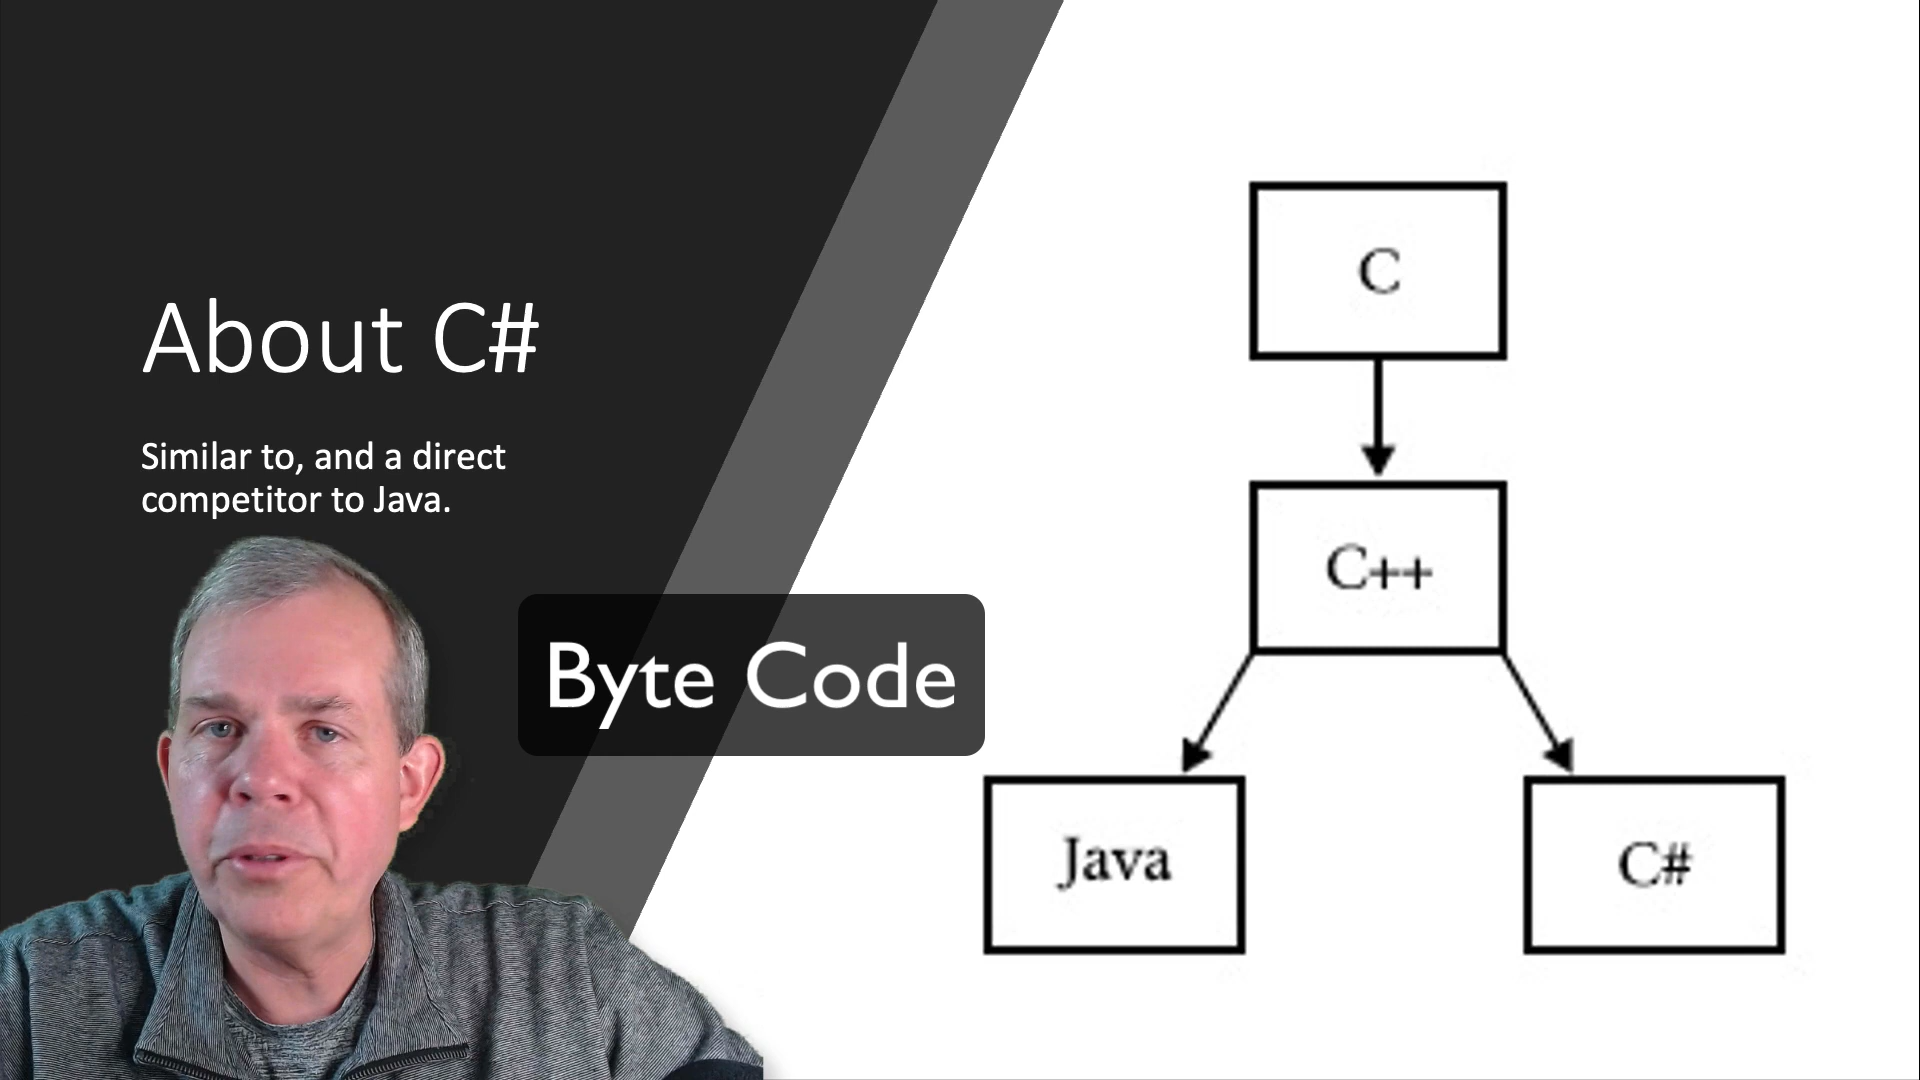 About C#
Similar to, and a direct
competitor to Java.
Byte Code
C
C++
Java
C#